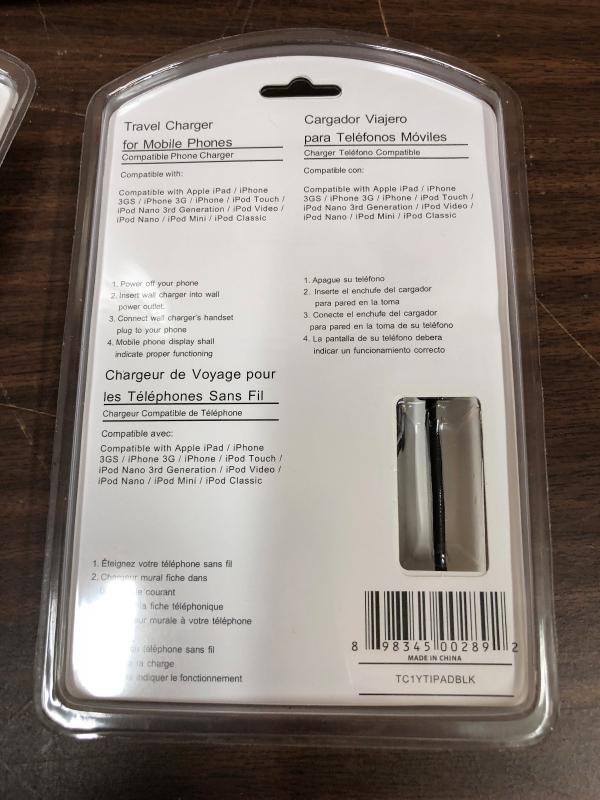 Travel Charger
for Mobile Phones
Compatible Phone Charger
Compatible with:
Compatible with Apple iPad / iPhone
3GS / iPhone 3G / iPhone / iPod Touch /
iPod Nano 3rd Generation / iPod Video /
iPod Nano / iPod Mini / iPod Classic
1. Power off your phone
2. Insert wall charger into wall
power outlet.
3. Connect wall charger's handset
plug to your phone
4. Mobile phone display shall
indicate proper functioning
Cargador Viajero
para Teléfonos Móviles
Charger Teléfono Compatible
Compatible con:
Compatible with Apple iPad / iPhone
3GS / iPhone 3G / iPhone / iPod Touch /
iPod Nano 3rd Generation / iPod Video /
iPod Nano / iPod Mini / iPod Classic
1. Apague su teléfono
2. Inserte el enchufe del cargador
para pared en la toma
3. Conecte el enchufe del cargador
para pared en la toma de su teléfono
4. La pantalla de su teléfono debera
indicar un funcionamiento correcto
Chargeur de Voyage pour
les Téléphones Sans Fil
Chargeur Compatible de Téléphone
Compatible avec:
Compatible with Apple iPad / iPhone
3GS / iPhone 3G / iPhone / iPod Touch /
iPod Nano 3rd Generation / iPod Video /
iPod Nano / iPod Mini / iPod Classic
1. Éteignez votre téléphone sans fil
2. Chargeur mural fiche dans
de courant
la fiche téléphonique
murale à votre téléphone
téléphone sans fil
la charge
indiquer le fonctionnement
8 98345 00289 2
MADE IN CHINA
TC1YTIPADBLK